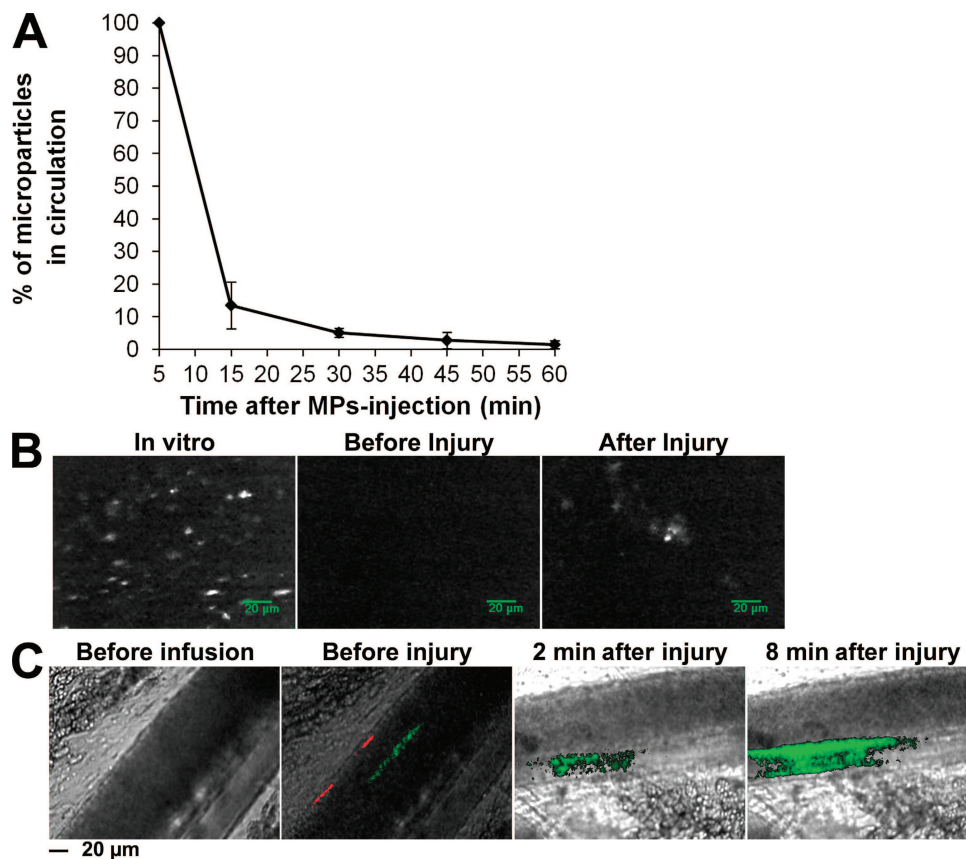 A
% of microparticles
in circulation
100
90
80
70
60
50
40
30
20
10
0
5 15 20 25 30 35 40 45 50 55 60
Time after MPs-injection (min)
B
In vitro
Before Injury
After Injury
20 µm
20 µm
20 µm
C
Before infusion
Before injury
2 min after injury
8 min after injury
20 µm